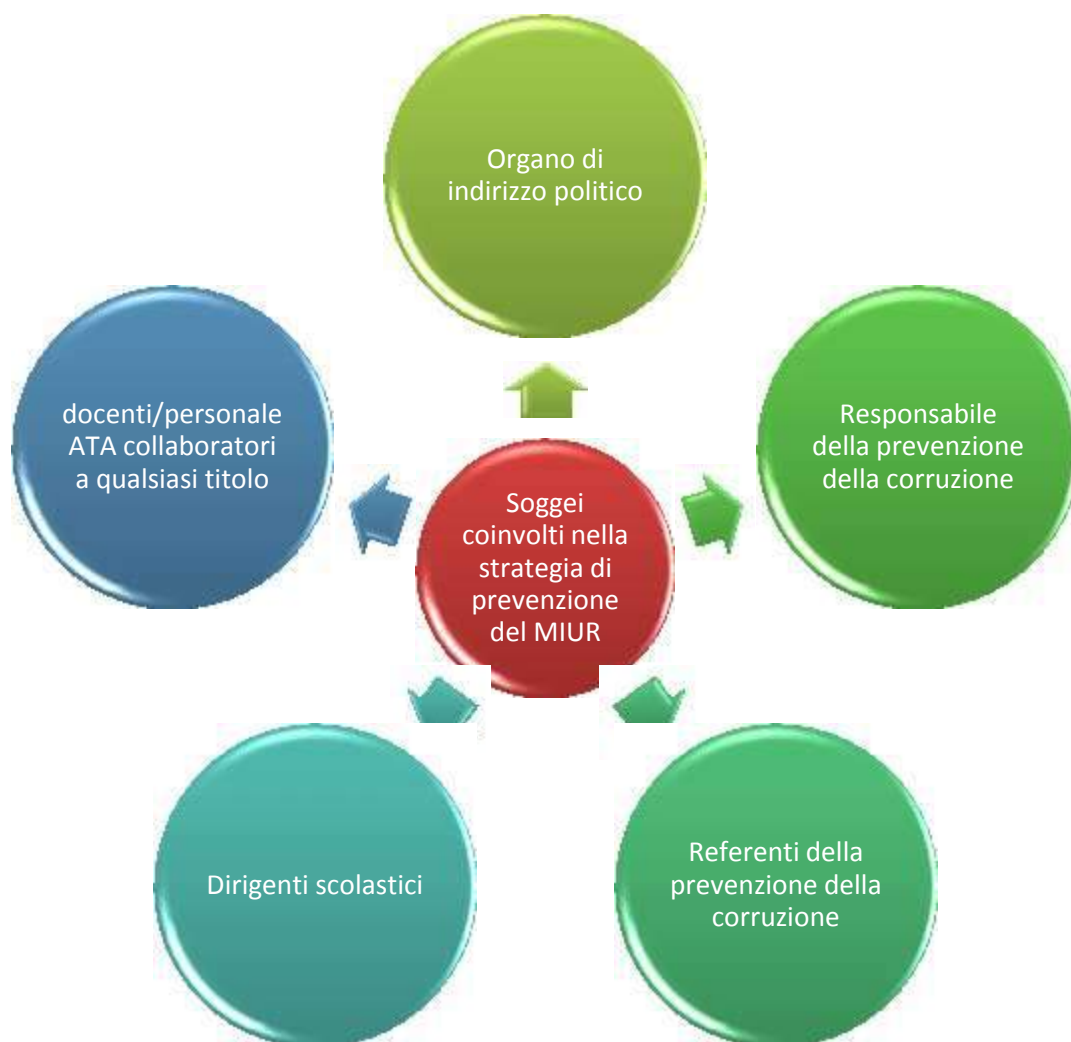 Organo di
indirizzo politico
docenti/personale
ATA collaboratori
a qualsiasi titolo
Responsabile
della prevenzione
della corruzione
Soggei
coinvolti nella
strategia di
prevenzione
del MIUR
Dirigenti scolastici
Referenti della
prevenzione della
corruzione